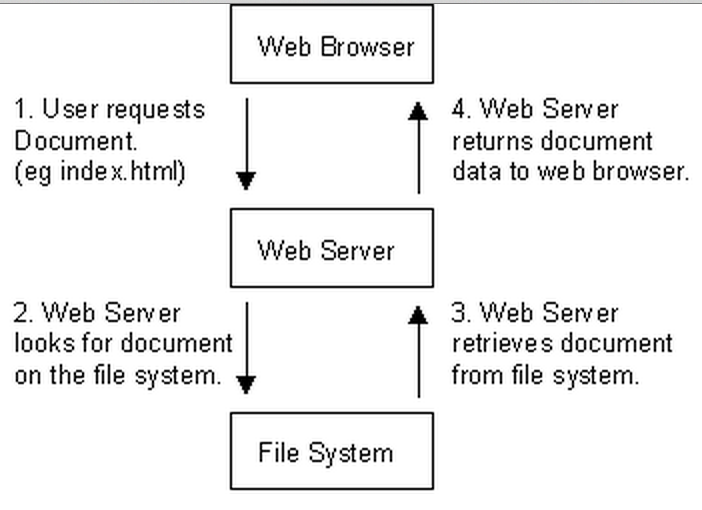 Web Browser
1. User requests
Document.
(eg index.html)
4. Web Server
returns document
data to web browser.
Web Server
2. Web Server
looks for document
on the file system.
3. Web Server
retrieves document
from file system.
File System